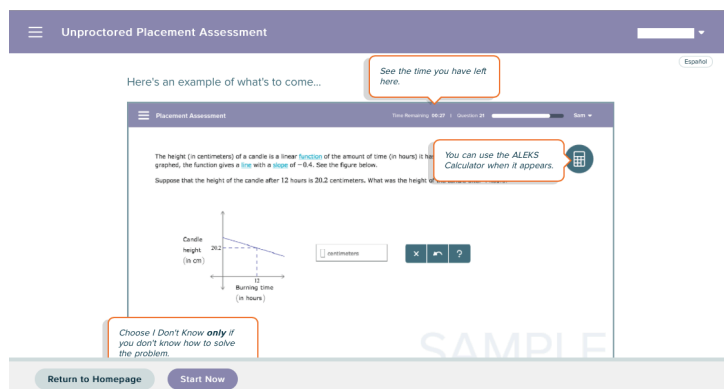 Unproctored Placement Assessment
Español
Here's an example of what's to come...
See the time you have left
here.
Placement Assessment
Time Remaining: 00:27 | Question 21
Sam
The height (in centimeters) of a candle is a linear function of the amount of time (in hours) it has
graphed, the function gives a line with a slope of −0.4. See the figure below.
You can use the ALEKS
Calculator when it appears.
Suppose that the height of the candle after 12 hours is 20.2 centimeters. What was the height of
Candle
height
(in cm)
20.2
12
Burning time
(in hours)
centimeters
× ?
Choose I Don't Know only if
you don't know how to solve
the problem.
SAMPLE
Return to Homepage
Start Now